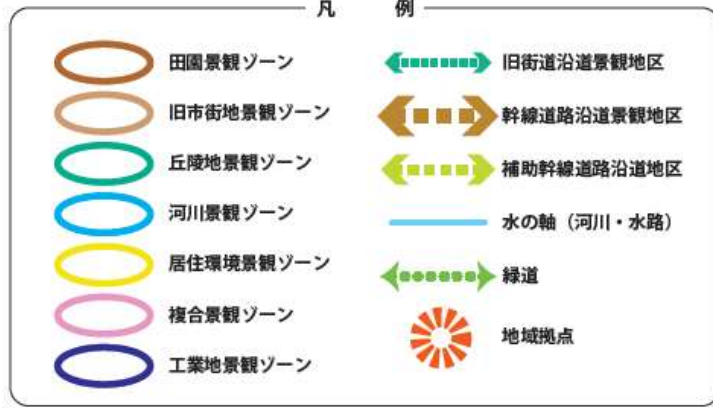 凡 例
田園景観ゾーン
旧市街地景観ゾーン
丘陵地景観ゾーン
河川景観ゾーン
居住環境景観ゾーン
複合景観ゾーン
工業地景観ゾーン
旧街道沿道景観地区
幹線道路沿道景観地区
補助幹線道路沿道地区
水の軸（河川・水路）
緑道
地域拠点